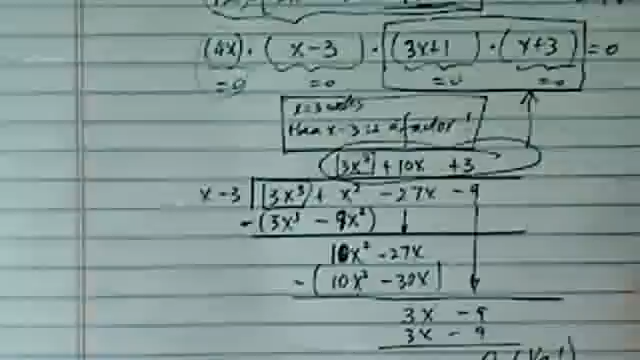 (4x) · (x-3) · (3x+1) · (x+3) = 0
=0 =0 =0 =0
x=3 works
then x-3 is a factor!
3x² + 10x + 3
x-3 | 3x³ + x² - 27x - 9
-(3x³ - 9x²)
10x² - 27x
-(10x² - 30x)
3x - 9
3x - 9